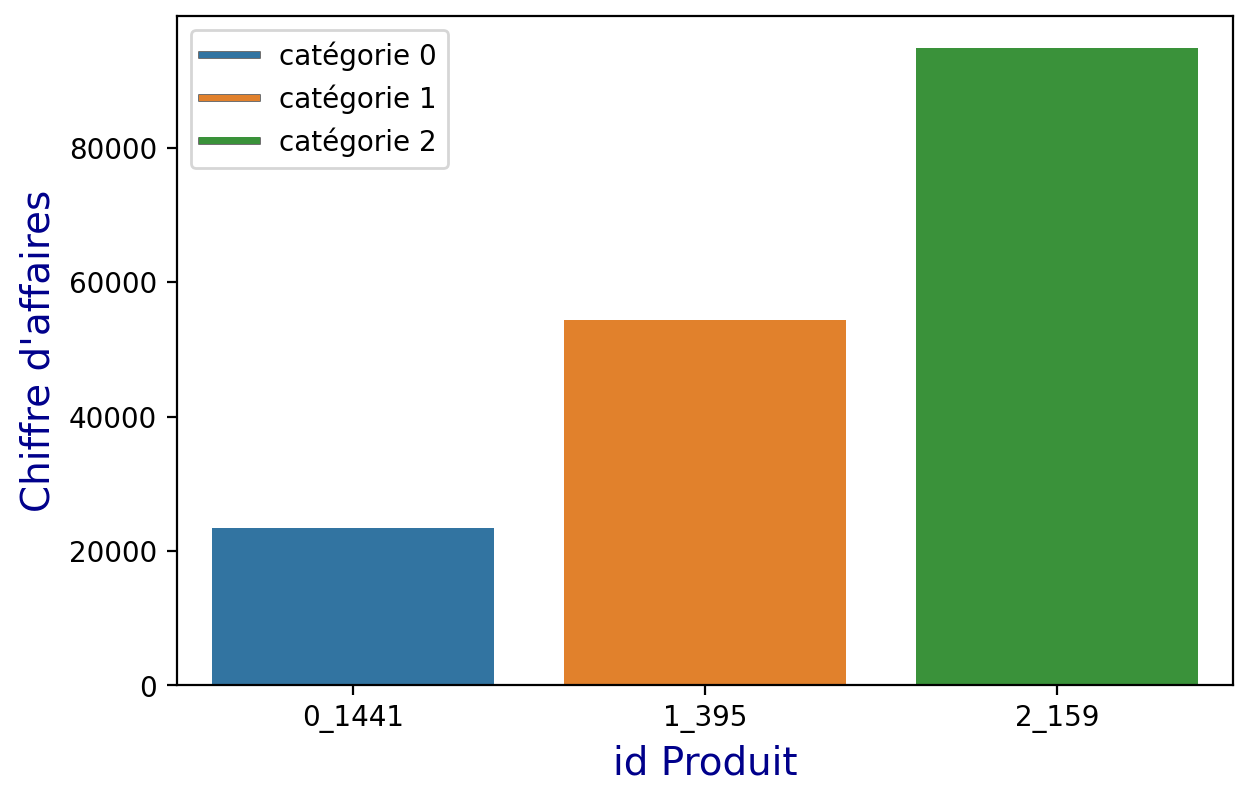 catégorie 0
catégorie 1
catégorie 2
Chiffre d'affaires
80000
60000
40000
20000
0
0_1441
1_395
2_159
id Produit